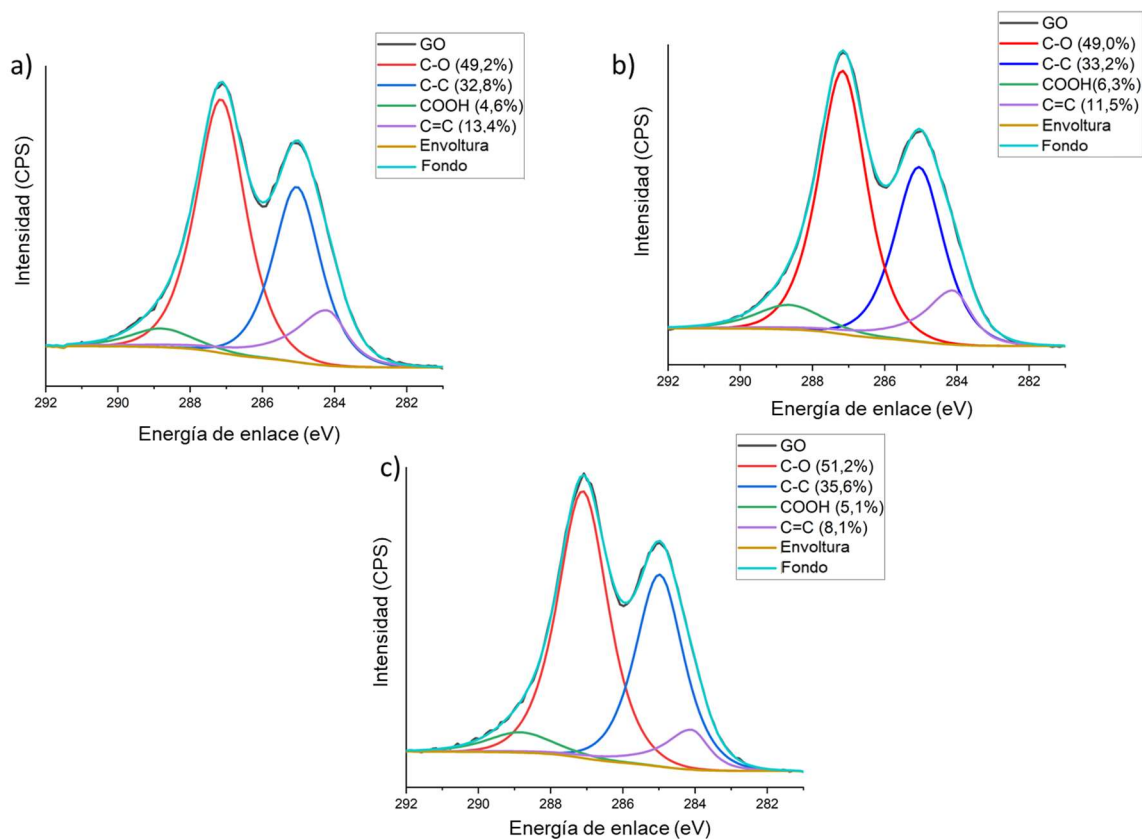 a)
GO
C-O (49,2%)
C-C (32,8%)
COOH (4,6%)
C=C (13.4%)
Envoltura
Fondo
Intensidad (CPS)
292 290 288 286 284 282
Energía de enlace (eV)
b)
GO
C-O (49,0%)
C-C (33,2%)
COOH(6,3%)
C=C (11,5%)
Envoltura
Fondo
Intensidad (CPS)
292 290 288 286 284 282
Energía de enlace (eV)
c)
GO
C-O (51,2%)
C-C (35,6%)
COOH (5,1%)
C=C (8,1%)
Envoltura
Fondo
Intensidad (CPS)
292 290 288 286 284 282
Energía de enlace (eV)